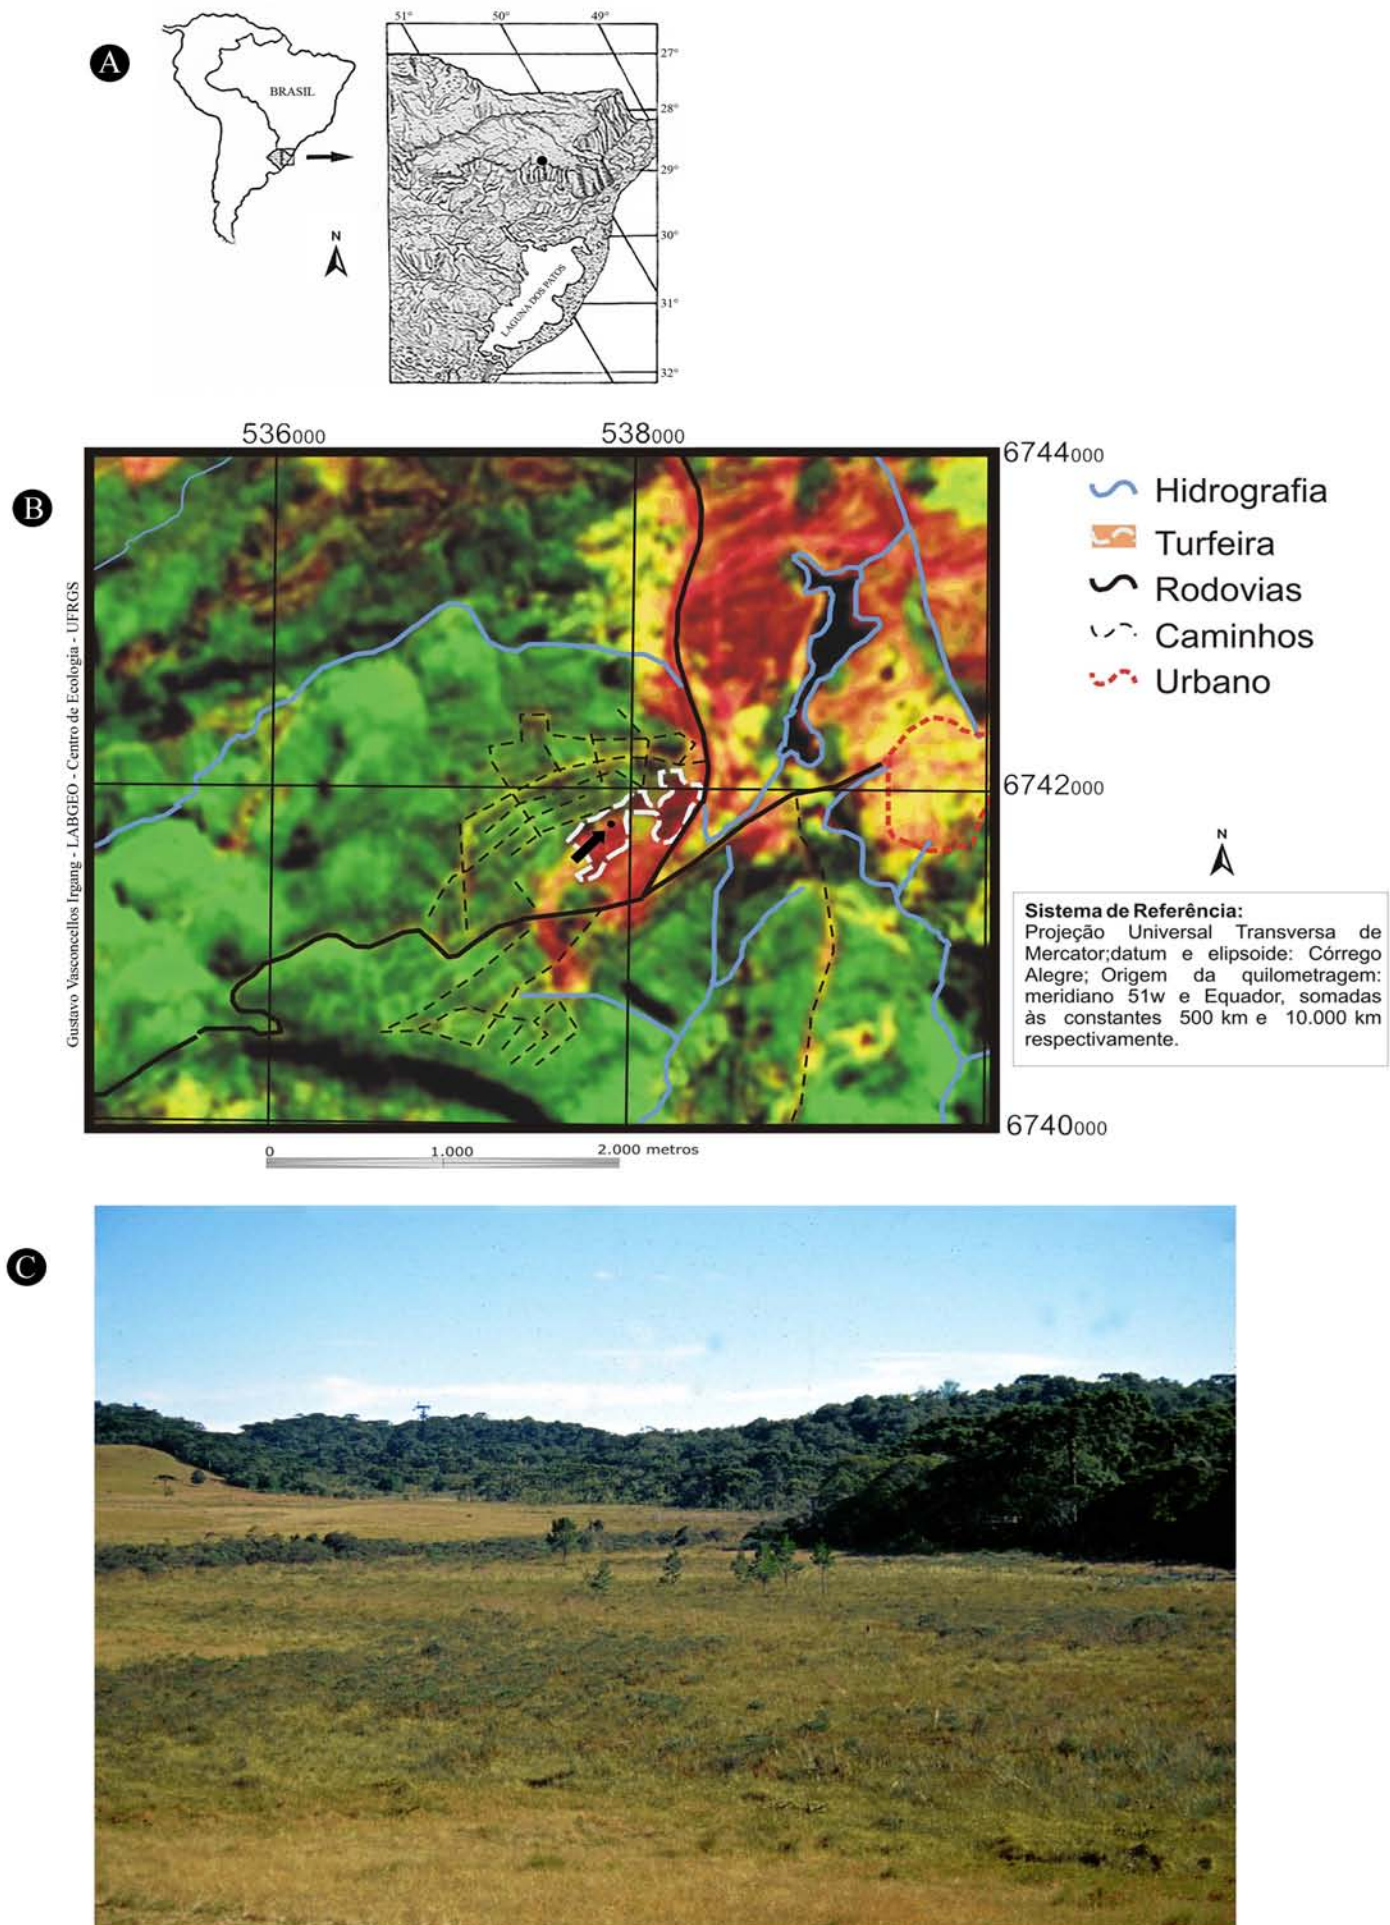 A
51°
50°
49°
27°
28°
29°
30°
31°
32°
BRASIL
N
LAGUNA DOS PATOS
B
536000
538000
6744000
6742000
6740000
Hidrografia
Turfeira
Rodovias
Caminhos
Urbano
Gustavo Vasconcellos Irgang - LABGEO - Centro de Ecologia - UFRGS
N
Sistema de Referência:
Projeção Universal Transversa de
Mercator;datum e elipsoide: Córrego
Alegre; Origem da quilometragem:
meridiano 51w e Equador, somadas
às constantes 500 km e 10.000 km
respectivamente.
0
1.000
2.000 metros
C